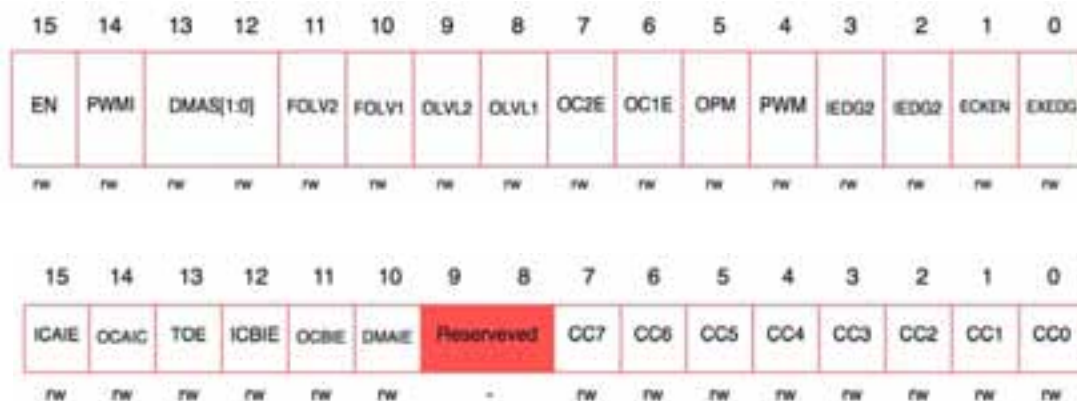 15 14 13 12 11 10 9 8 7 6 5 4 3 2 1 0
EN PWMI DMAS[1:0] FOLV2 FOLV1 OLVL2 OLVL1 OC2E OC1E OPM PWM IEDG2 IEDG2 ECKEN EXEDG
rw rw rw rw rw rw rw rw rw rw rw rw rw rw rw rw
15 14 13 12 11 10 9 8 7 6 5 4 3 2 1 0
ICAIE OCAIC TOE ICBIE OCBIE DMAIE Reserveved CC7 CC6 CC5 CC4 CC3 CC2 CC1 CC0
rw rw rw rw rw rw - rw rw rw rw rw rw rw rw